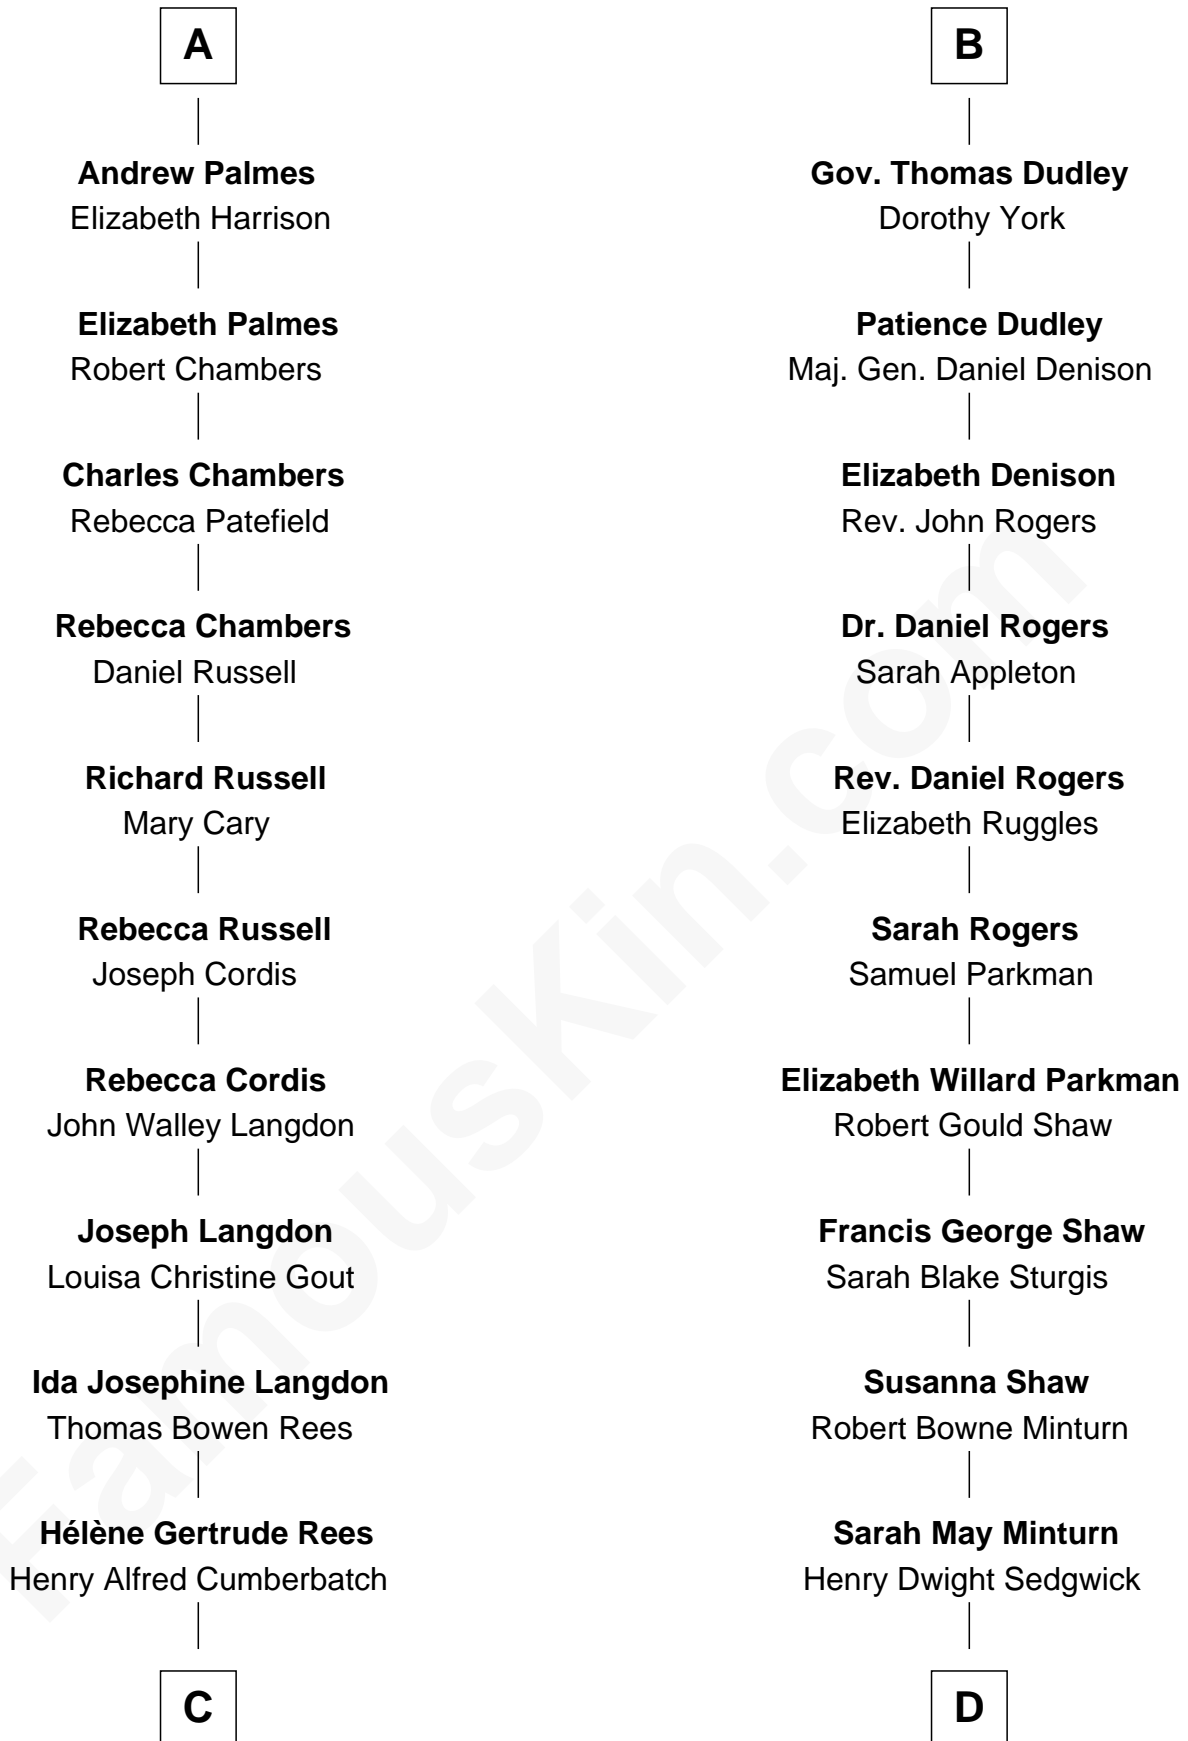 A
Andrew Palmes
Elizabeth Harrison
Elizabeth Palmes
Robert Chambers
Charles Chambers
Rebecca Patefield
Rebecca Chambers
Daniel Russell
Richard Russell
Mary Cary
Rebecca Russell
Joseph Cordis
Rebecca Cordis
John Walley Langdon
Joseph Langdon
Louisa Christine Gout
Ida Josephine Langdon
Thomas Bowen Rees
Hélène Gertrude Rees
Henry Alfred Cumberbatch
C
B
Gov. Thomas Dudley
Dorothy York
Patience Dudley
Maj. Gen. Daniel Denison
Elizabeth Denison
Rev. John Rogers
Dr. Daniel Rogers
Sarah Appleton
Rev. Daniel Rogers
Elizabeth Ruggles
Sarah Rogers
Samuel Parkman
Elizabeth Willard Parkman
Robert Gould Shaw
Francis George Shaw
Sarah Blake Sturgis
Susanna Shaw
Robert Bowne Minturn
Sarah May Minturn
Henry Dwight Sedgwick
D
FamousKin.com